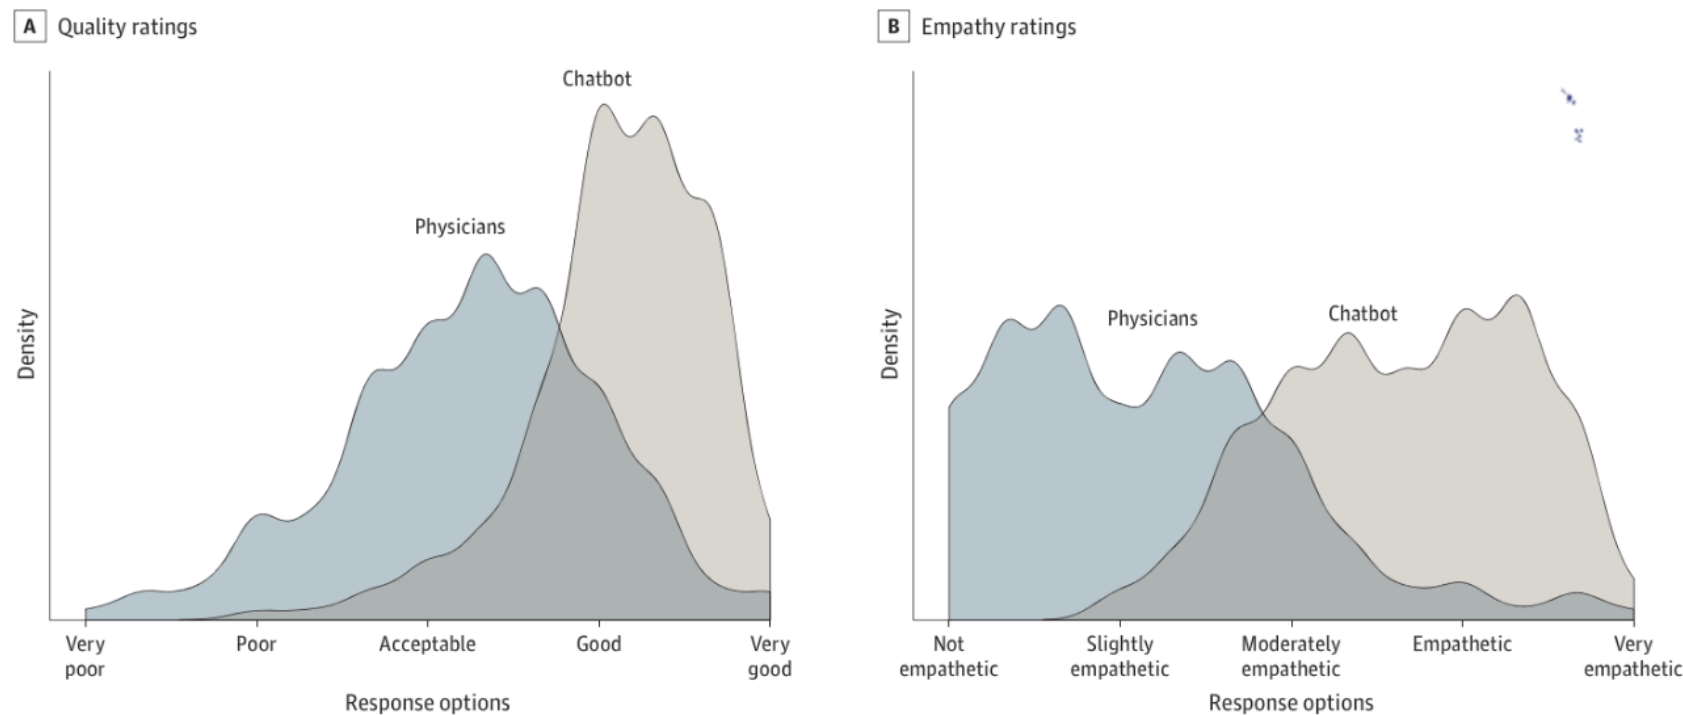 A Quality ratings
Chatbot
Physicians
Density
Very poor
Poor
Acceptable
Good
Very good
Response options
B Empathy ratings
Physicians
Chatbot
Density
Not empathetic
Slightly empathetic
Moderately empathetic
Empathetic
Very empathetic
Response options